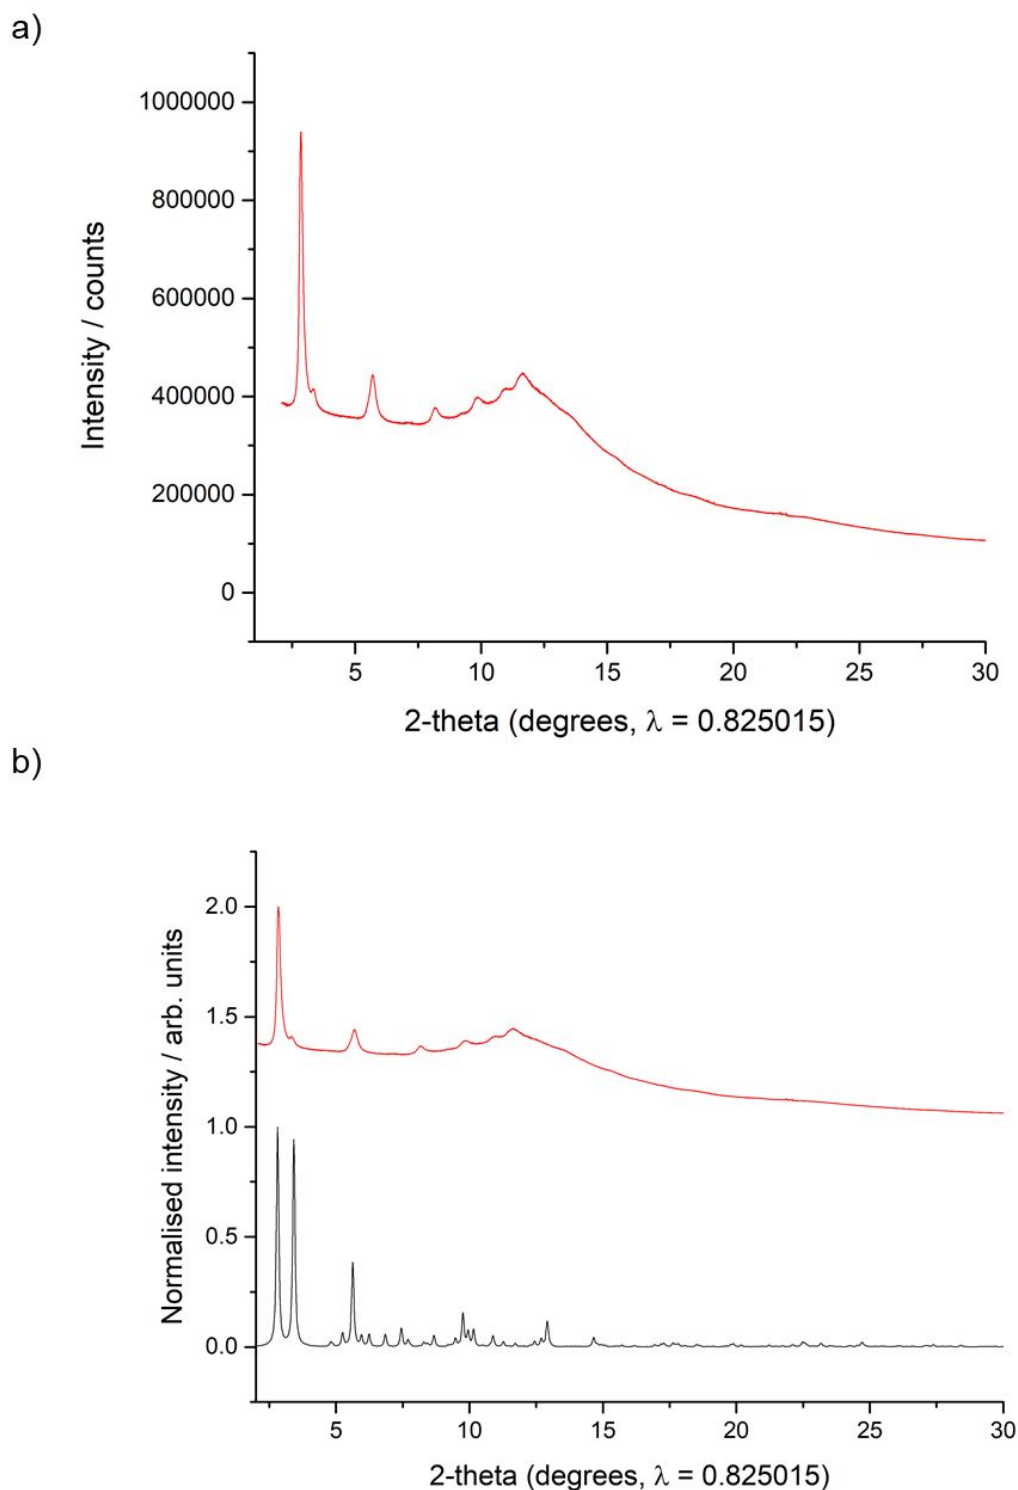 a)
1000000
800000
600000
400000
200000
0
Intensity / counts
5 10 15 20 25 30
2-theta (degrees, λ = 0.825015)
b)
2.0
1.5
1.0
0.5
0.0
Normalised intensity / arb. units
5 10 15 20 25 30
2-theta (degrees, λ = 0.825015)